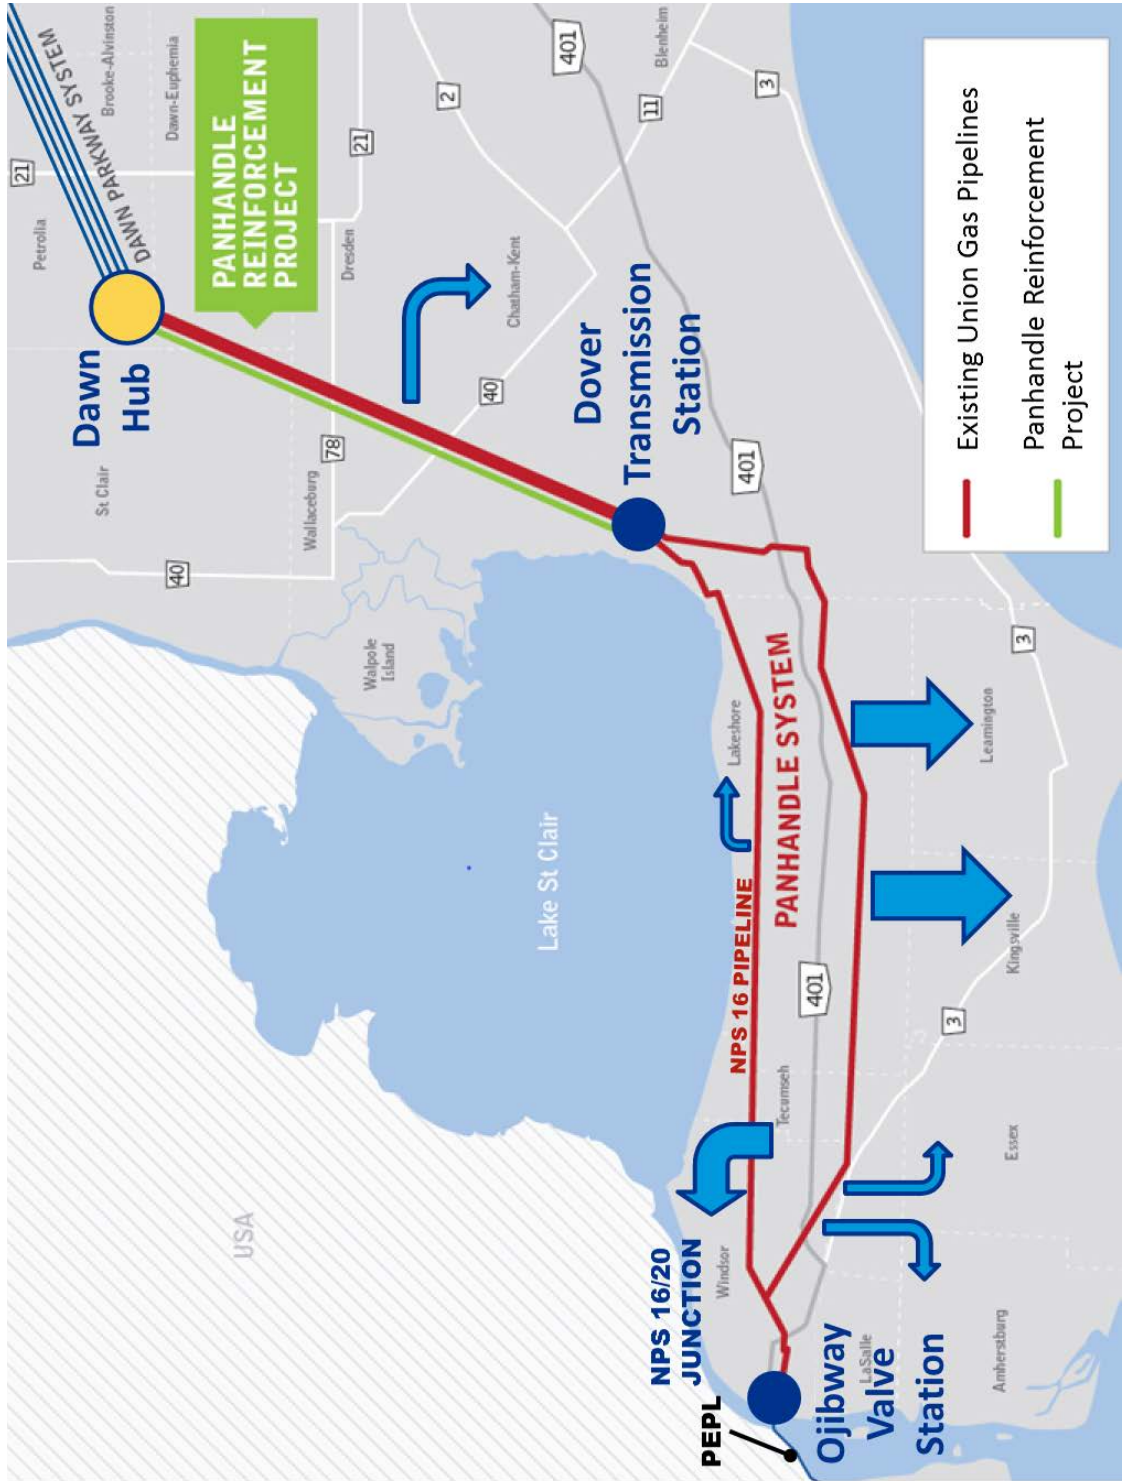 21
Petrolia
DAWN PARKWAY SYSTEM
Brooke-Alvinston
Dawn-Euphemia
PANHANDLE
REINFORCEMENT
PROJECT
Dawn
Hub
St Clair
40
Wallaceburg
78
Dresden
21
2
Chatham-Kent
40
401
11
Blenheim
3
Dover
Transmission
Station
401
Walpole
Island
Lake St Clair
USA
Lakeshore
PANHANDLE SYSTEM
NPS 16 PIPELINE
401
Tecumseh
Leamington
3
Kingsville
3
Essex
NPS 16/20
JUNCTION
Windsor
PEPL
Ojibway
Valve
Station
LaSalle
Amherstburg
Existing Union Gas Pipelines
Panhandle Reinforcement
Project